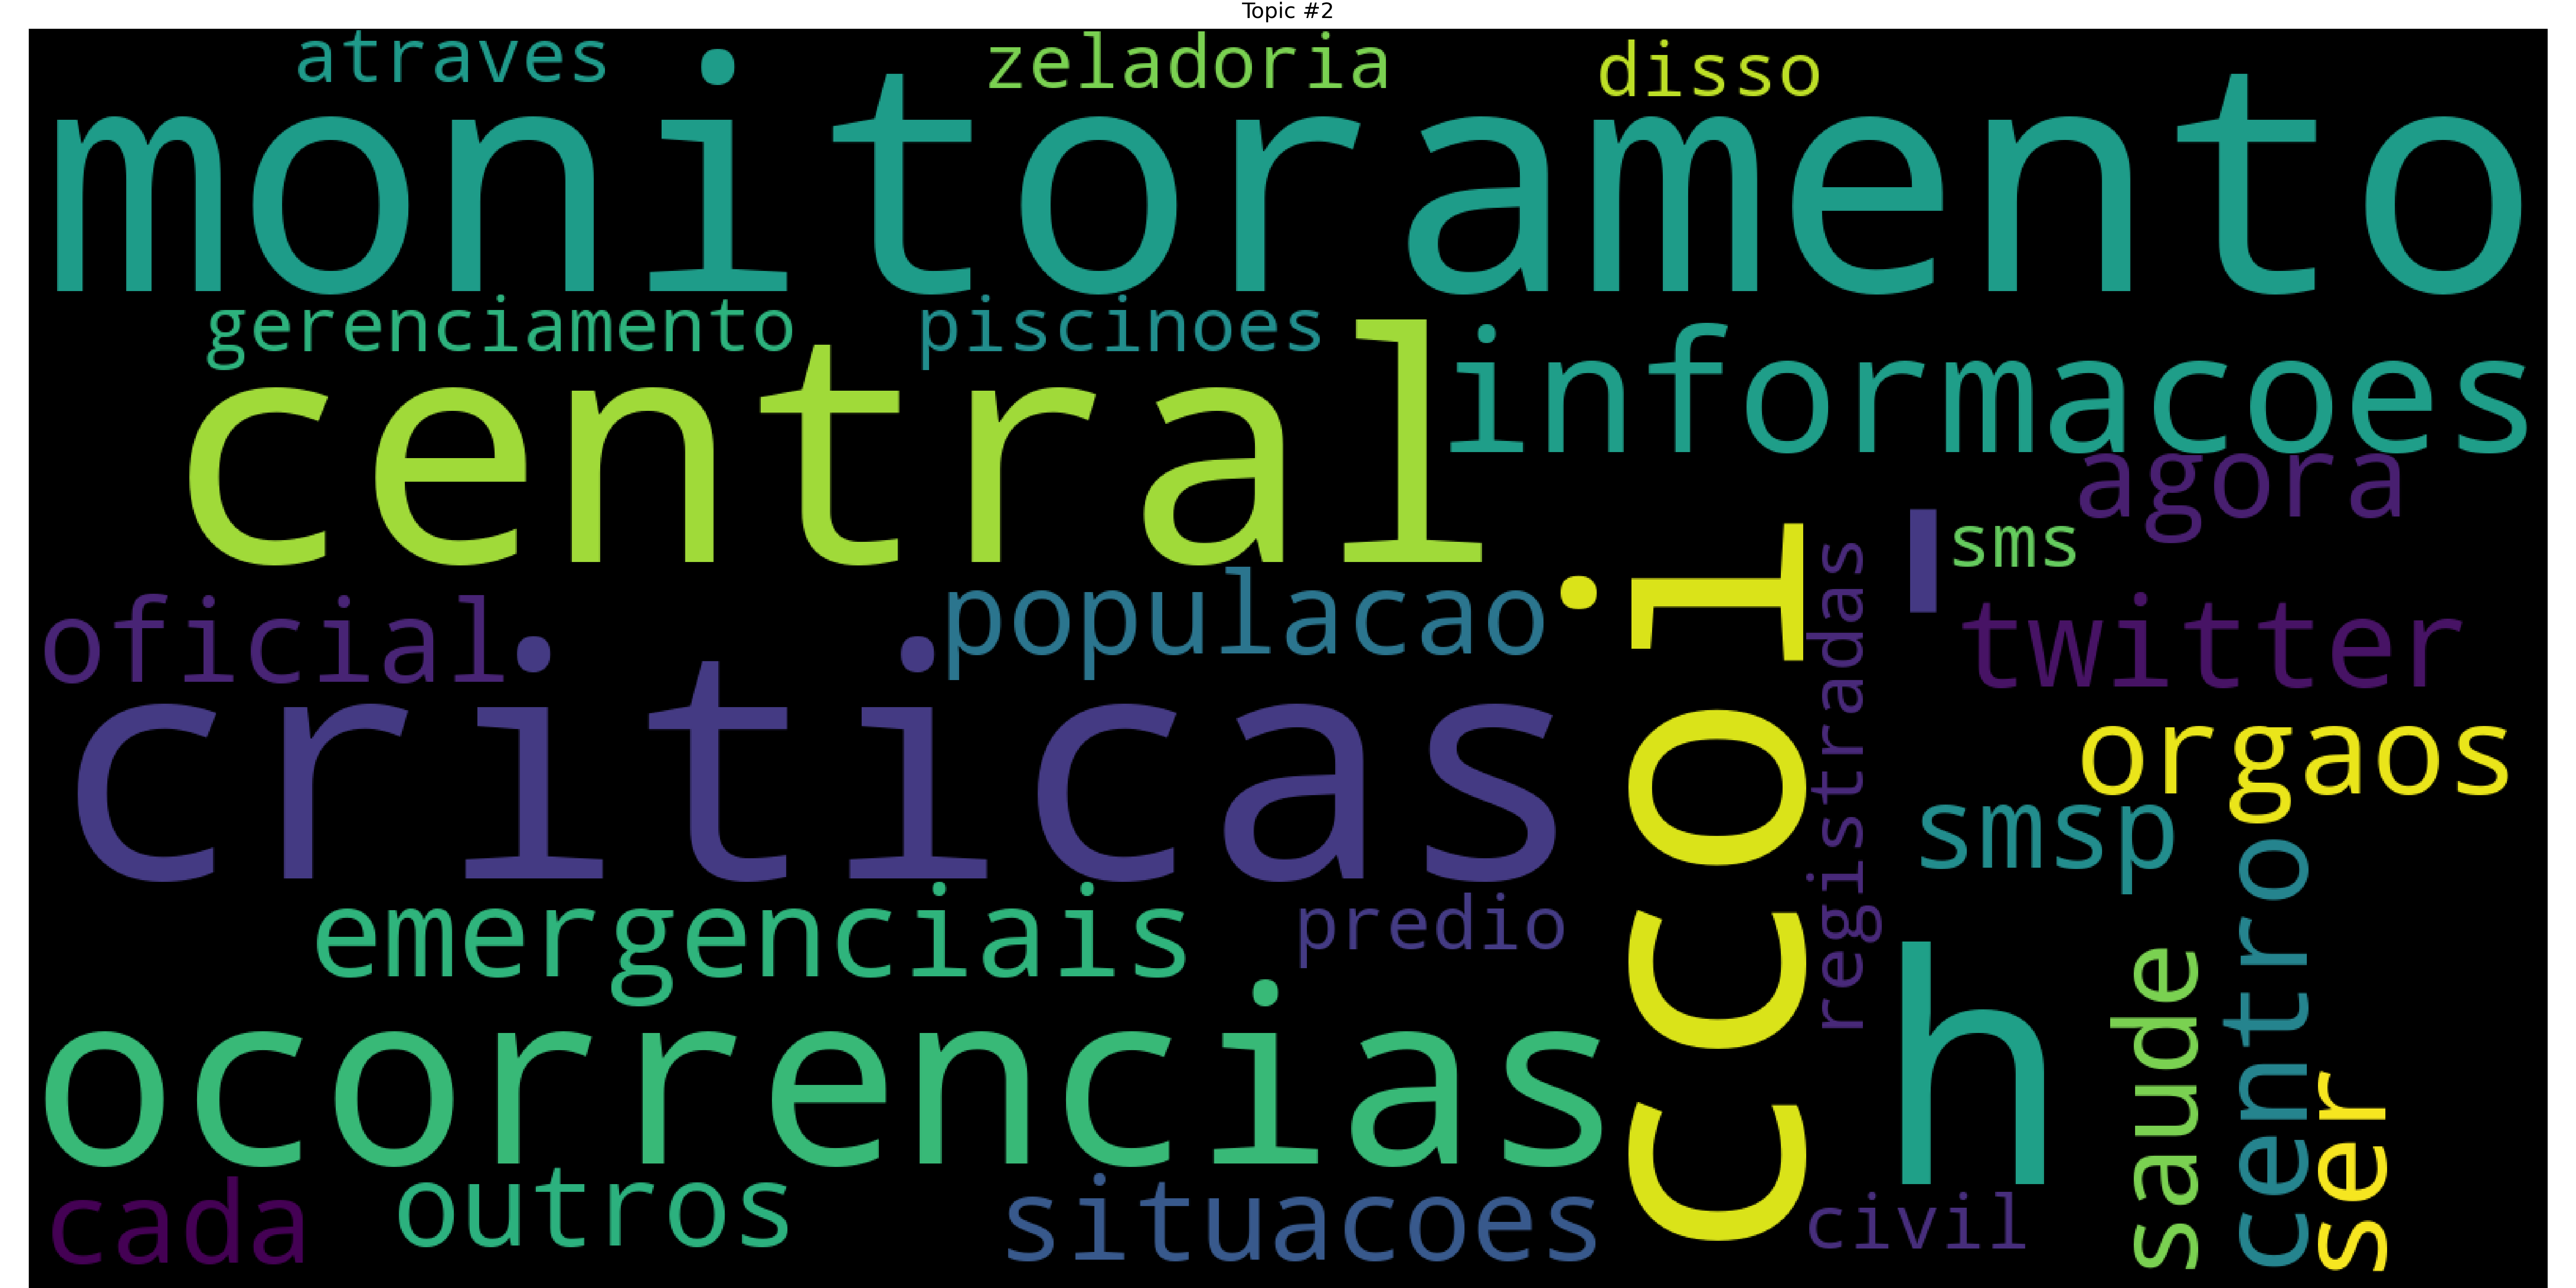 Topic #2
atraves
zeladoria
disso
monitoramento
gerenciamento
piscinoes
central
informacoes
agora
sms
oficial
populacao
ccoi
registradas
-
twitter
criticas
orgaos
smsp
emergenciais
predio
centro
h
saude
ocorrencias
ser
cada
outros
situacoes
civil